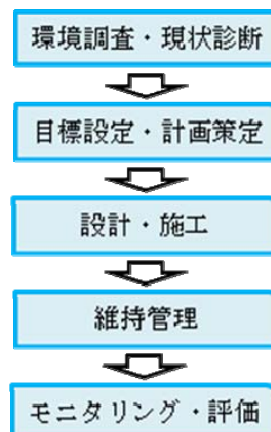 環境調査・現状診断
目標設定・計画策定
設計・施工
維持管理
モニタリング・評価